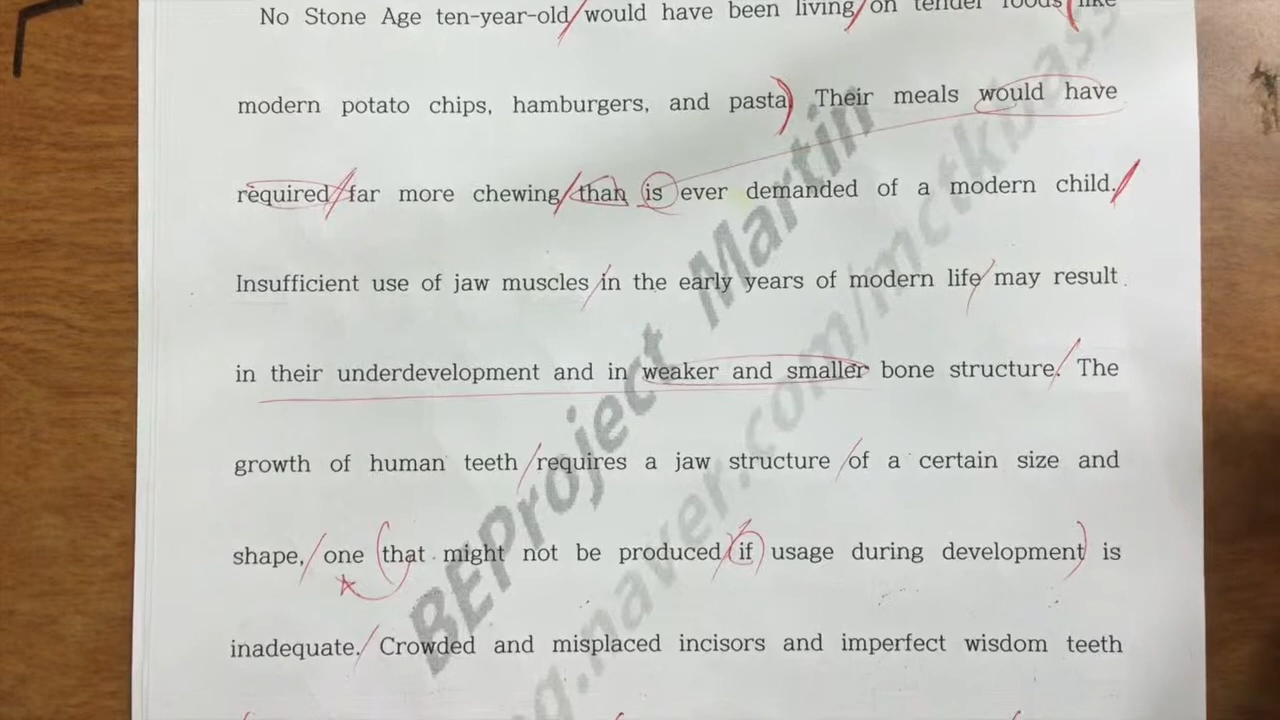 No Stone Age ten-year-old would have been living on tender foods like
modern potato chips, hamburgers, and pasta Their meals would have
required far more chewing than is ever demanded of a modern child.
Insufficient use of jaw muscles in the early years of modern life may result
in their underdevelopment and in weaker and smaller bone structure. The
growth of human teeth requires a jaw structure of a certain size and
shape, one that might not be produced if usage during development is
inadequate. Crowded and misplaced incisors and imperfect wisdom teeth
BEProject Martin
g.naver.com/mctkbass